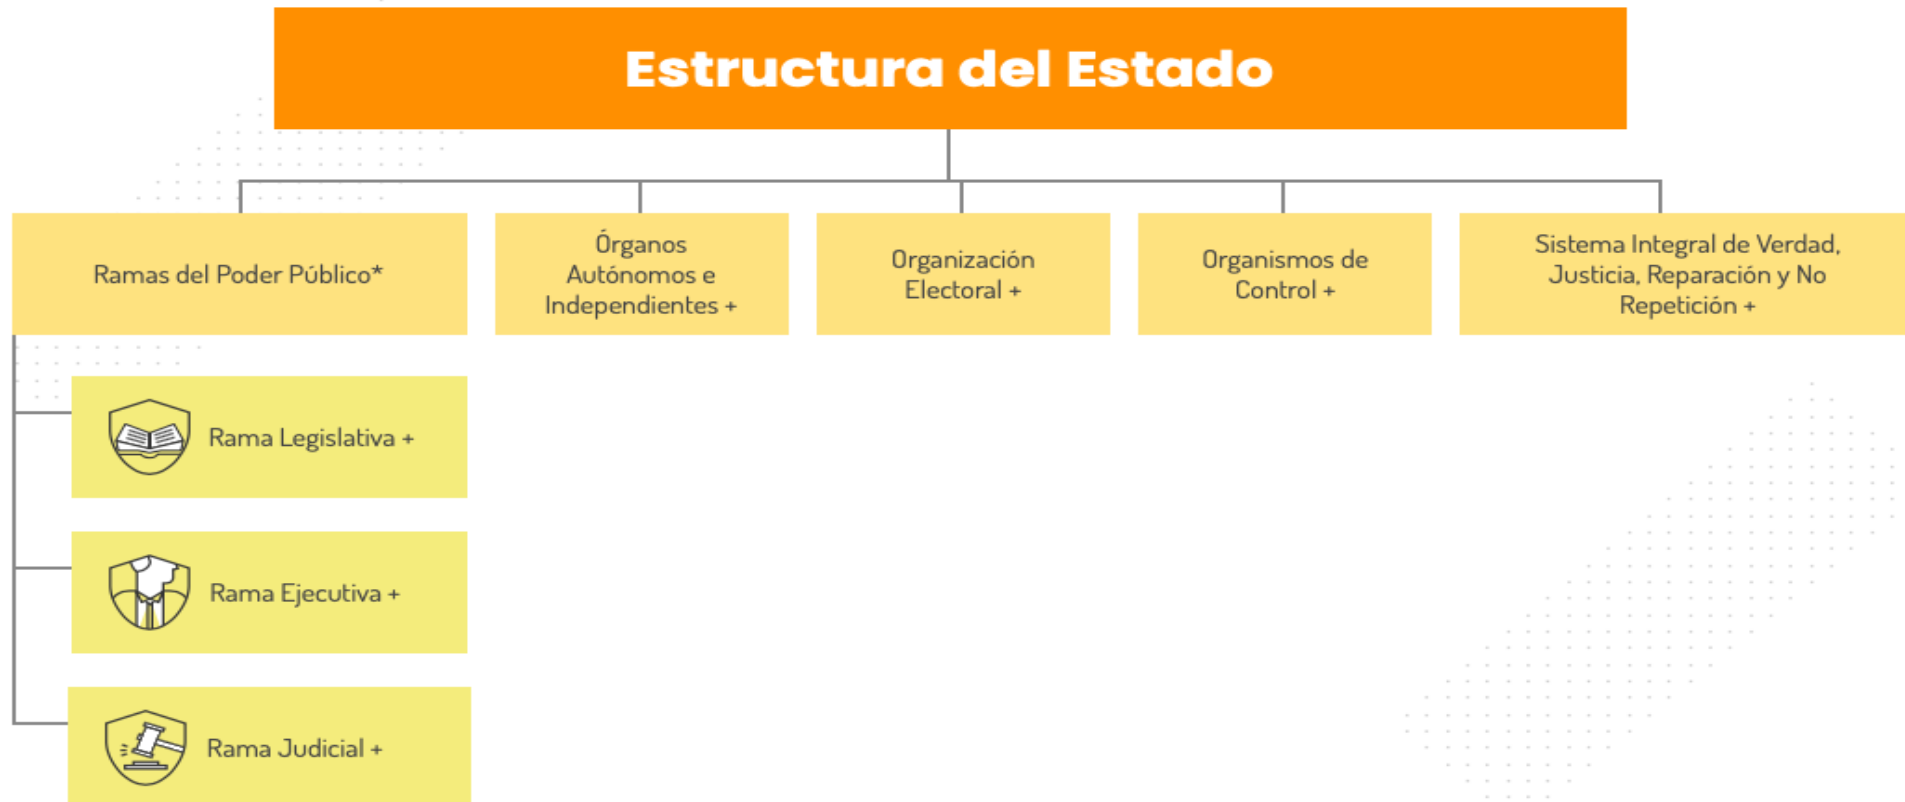 Estructura del Estado
Ramas del Poder Público*
Órganos
Autónomos e
Independientes +
Organización
Electoral +
Organismos de
Control +
Sistema Integral de Verdad,
Justicia, Reparación y No
Repetición +
Rama Legislativa +
Rama Ejecutiva +
Rama Judicial +